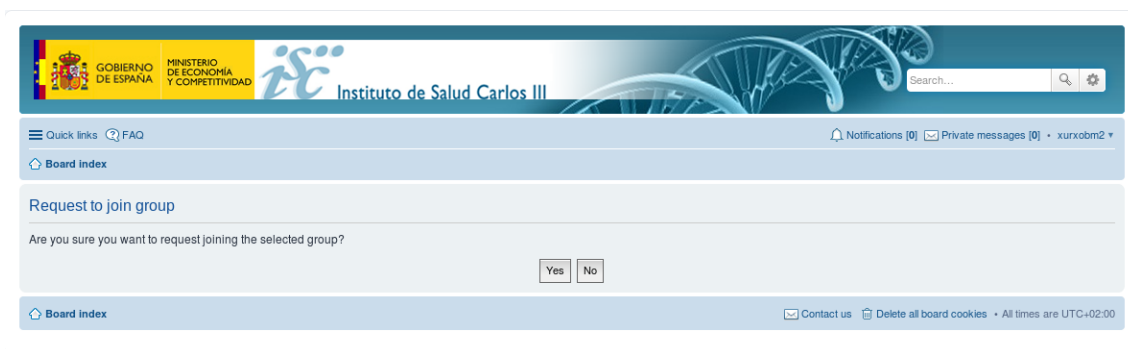 GOBIERNO
DE ESPAÑA
MINISTERIO
DE ECONOMÍA
Y COMPETITIVIDAD
isc
Instituto de Salud Carlos III
Search…
Quick links FAQ
Notifications [0] Private messages [0] • xurxobm2
Board index
Request to join group
Are you sure you want to request joining the selected group?
Yes No
Board index
Contact us Delete all board cookies • All times are UTC+02:00